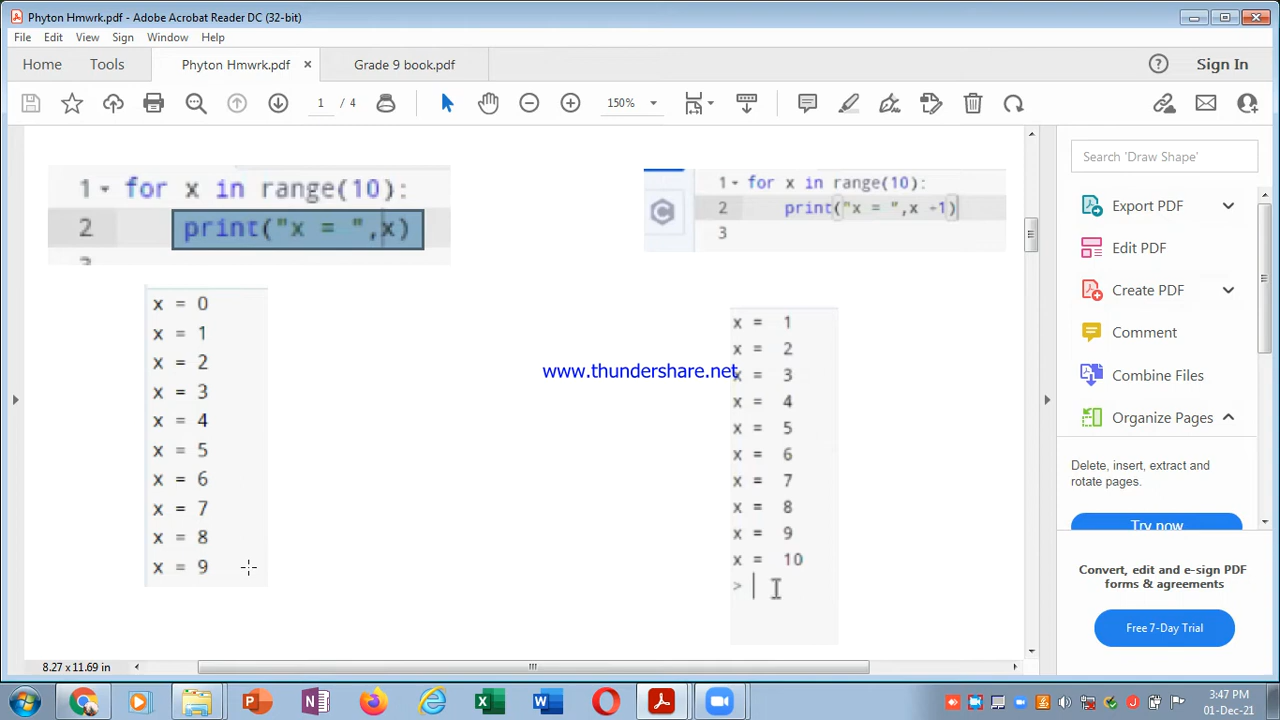 Phyton Hmwrk.pdf - Adobe Acrobat Reader DC (32-bit)
File Edit View Sign Window Help
Home Tools Phyton Hmwrk.pdf × Grade 9 book.pdf Sign In
1 / 4 150%
1 for x in range(10):
2 print("x = ",x)
x = 0
x = 1
x = 2
x = 3
x = 4
x = 5
x = 6
x = 7
x = 8
x = 9
1 for x in range(10):
2 print("x = ",x -1)
3
x = 1
x = 2
x = 3
x = 4
x = 5
x = 6
x = 7
x = 8
x = 9
x = 10
>
www.thundershare.net
Search 'Draw Shape'
Export PDF
Edit PDF
Create PDF
Comment
Combine Files
Organize Pages
Delete, insert, extract and
rotate pages.
Try now
Convert, edit and e-sign PDF
forms & agreements
Free 7-Day Trial
8.27 x 11.69 in
3:47 PM
01-Dec-21